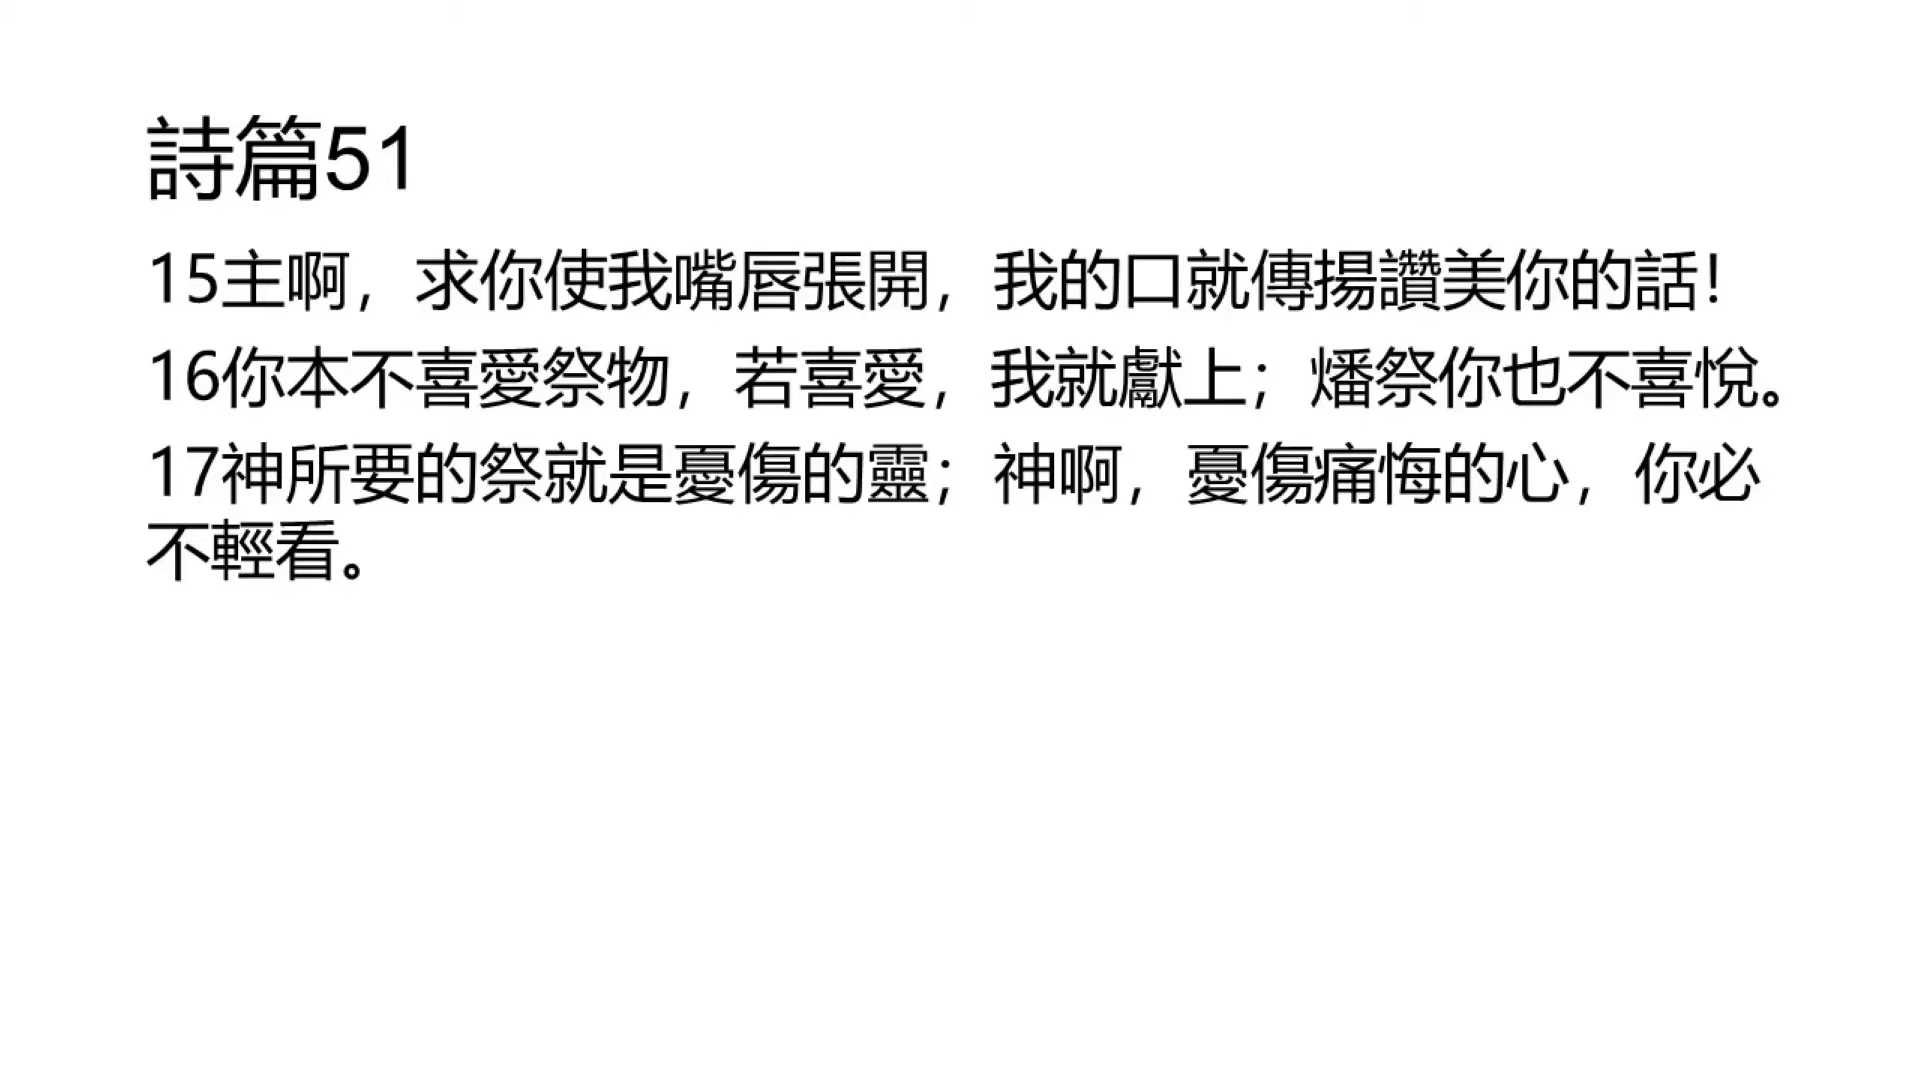 詩篇51
15主啊，求你使我嘴唇張開，我的口就傳揚讚美你的話！
16你本不喜愛祭物，若喜愛，我就獻上；燔祭你也不喜悅。
17神所要的祭就是憂傷的靈；神啊，憂傷痛悔的心，你必
不輕看。